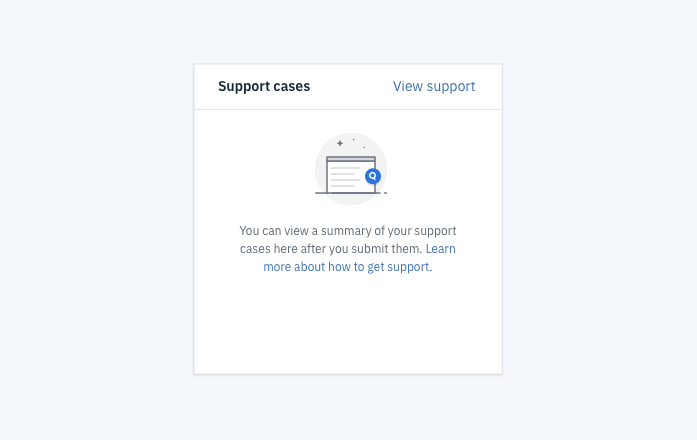 Support cases
View support
You can view a summary of your support
cases here after you submit them. Learn
more about how to get support.